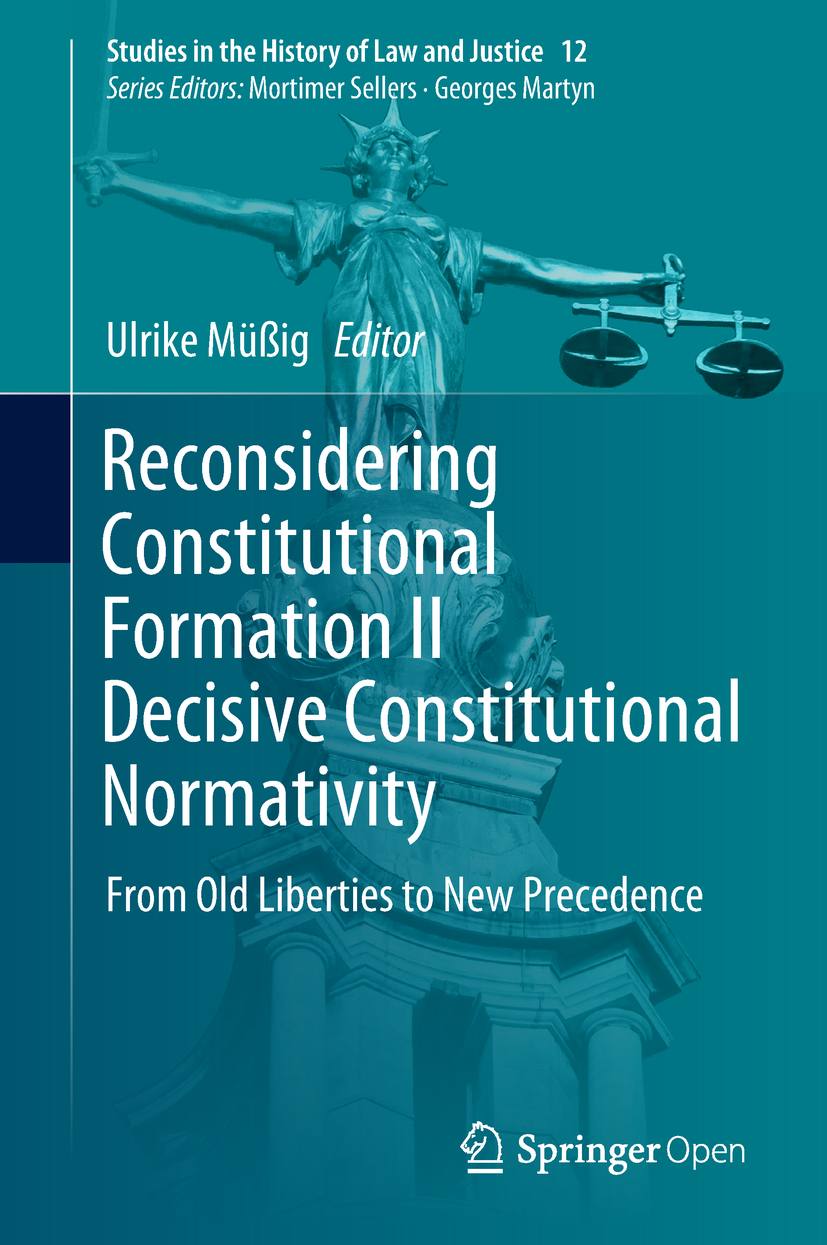 Studies in the History of Law and Justice 12
Series Editors: Mortimer Sellers · Georges Martyn
Ulrike Müßig Editor
Reconsidering
Constitutional
Formation II
Decisive Constitutional
Normativity
From Old Liberties to New Precedence
Springer Open